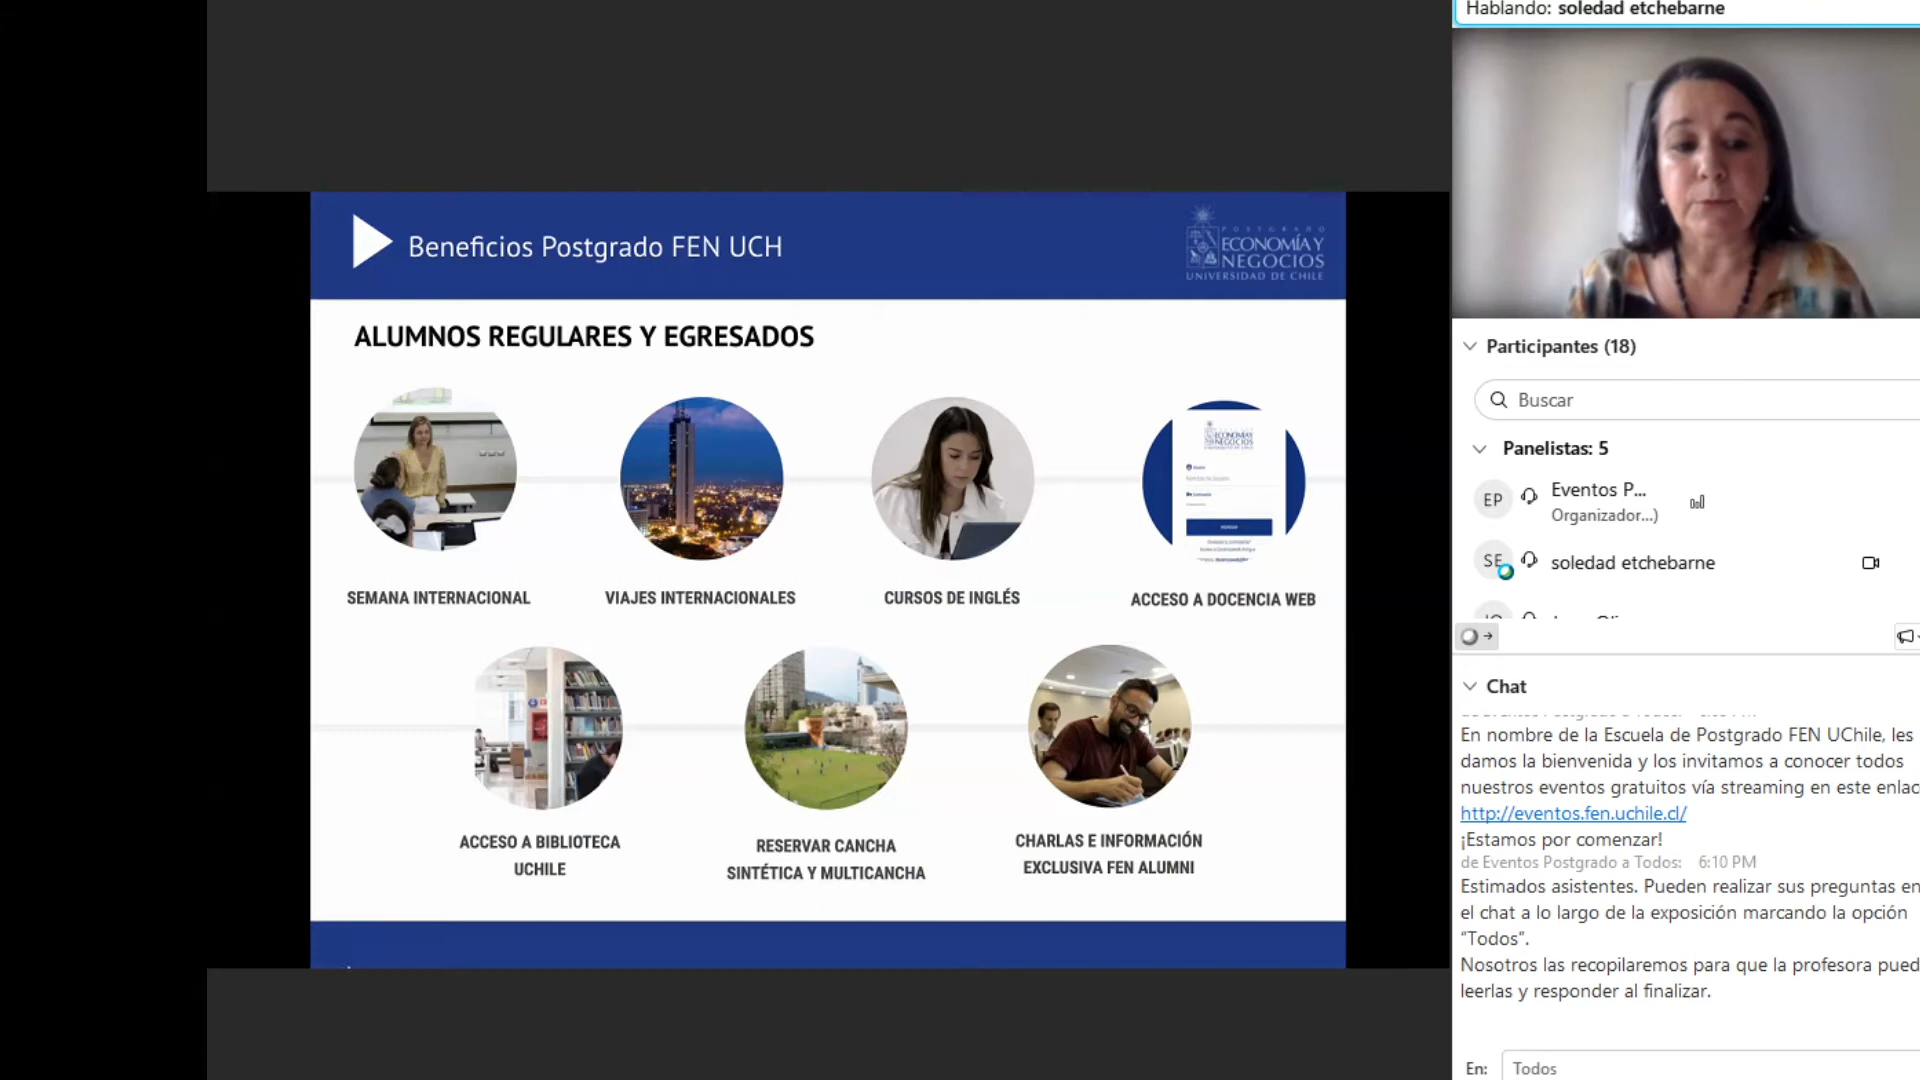 Hablando: soledad etchebarne
Beneficios Postgrado FEN UCH
POSTGRADO
ECONOMÍA Y
NEGOCIOS
UNIVERSIDAD DE CHILE
ALUMNOS REGULARES Y EGRESADOS
ECONOMÍA Y
NEGOCIOS
SEMANA INTERNACIONAL
VIAJES INTERNACIONALES
CURSOS DE INGLÉS
ACCESO A DOCENCIA WEB
ACCESO A BIBLIOTECA
UCHILE
RESERVAR CANCHA
SINTÉTICA Y MULTICANCHA
CHARLAS E INFORMACIÓN
EXCLUSIVA FEN ALUMNI
Participantes (18)
Buscar
Panelistas: 5
EP
Eventos P...
Organizador...)
SE
soledad etchebarne
Chat
En nombre de la Escuela de Postgrado FEN UChile, les
damos la bienvenida y los invitamos a conocer todos
nuestros eventos gratuitos vía streaming en este enlac
http://eventos.fen.uchile.cl/
¡Estamos por comenzar!
de Eventos Postgrado a Todos: 6:10 PM
Estimados asistentes. Pueden realizar sus preguntas en
el chat a lo largo de la exposición marcando la opción
“Todos”.
Nosotros las recopilaremos para que la profesora pued
leerlas y responder al finalizar.
En: Todos